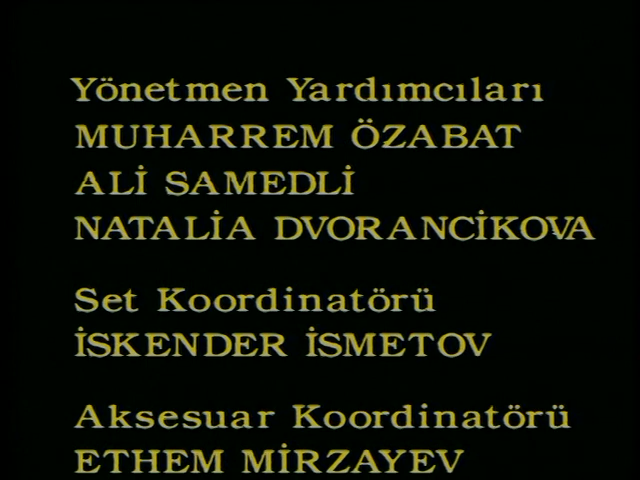 Yönetmen Yardımcıları
MUHARREM ÖZABAT
ALİ SAMEDLİ
NATALİA DVORANCİKOVA
Set Koordinatörü
İSKENDER İSMETOV
Aksesuar Koordinatörü
ETHEM MİRZAYEV